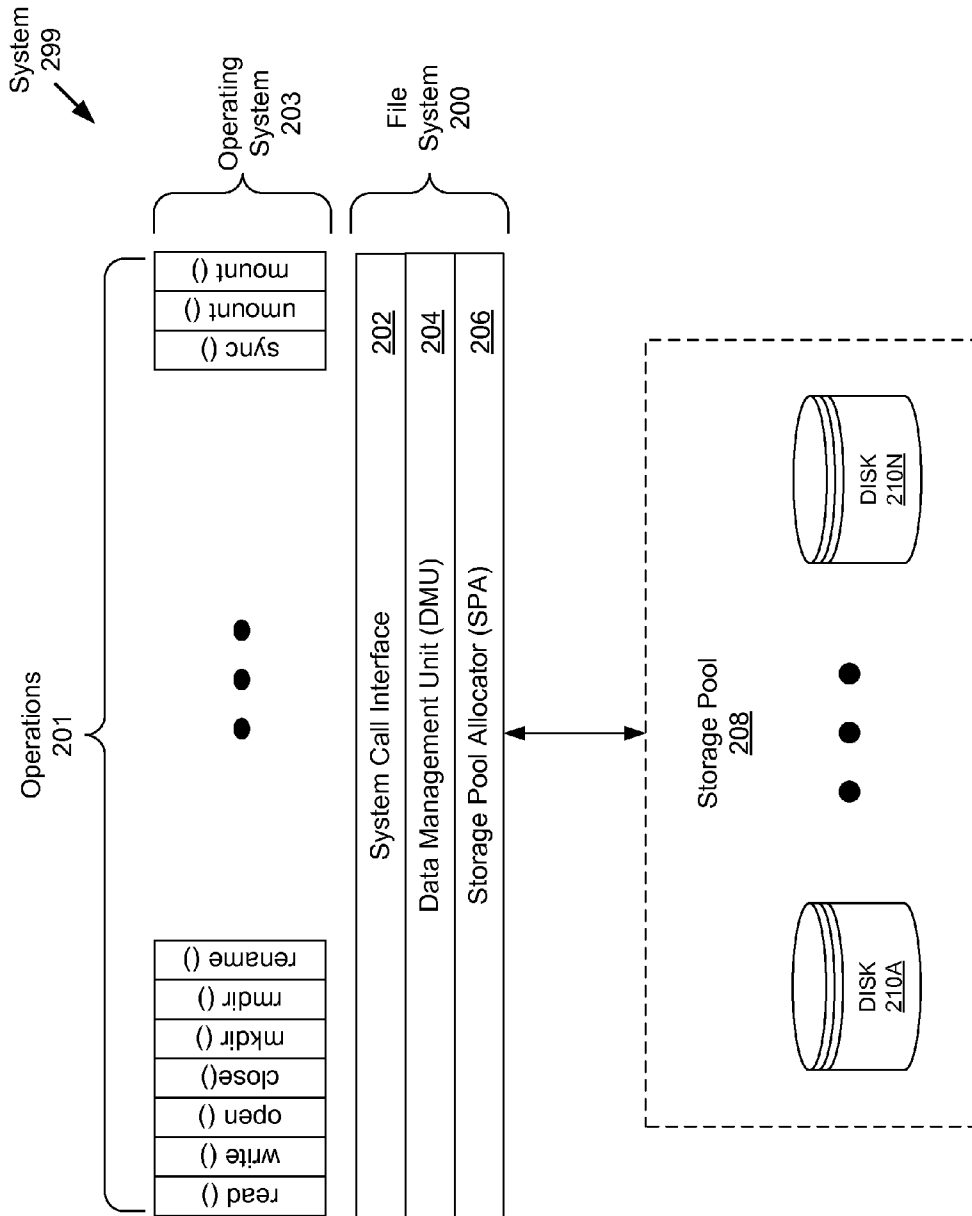 System
299
Operations
201
read ()
write ()
open ()
close()
mkdir ()
rmdir ()
rename ()
sync ()
umount ()
mount ()
Operating
System
203
System Call Interface 202
Data Management Unit (DMU) 204
Storage Pool Allocator (SPA) 206
File
System
200
Storage Pool
208
DISK
210A
DISK
210N